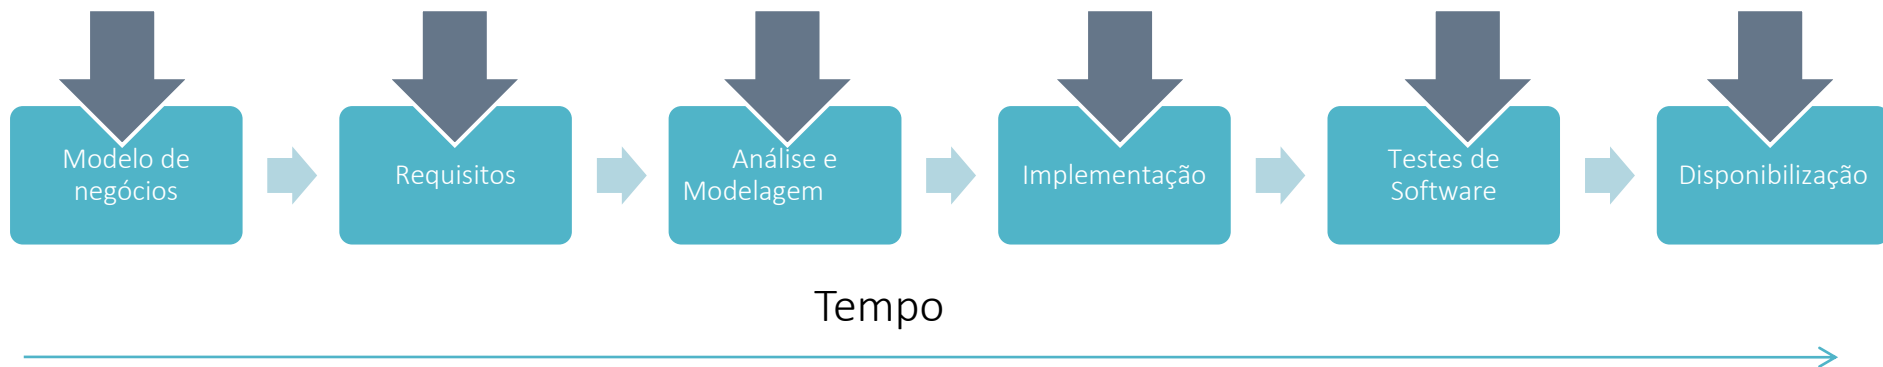 Modelo de
negócios
Requisitos
Análise e
Modelagem
Implementação
Testes de
Software
Disponibilização
Tempo